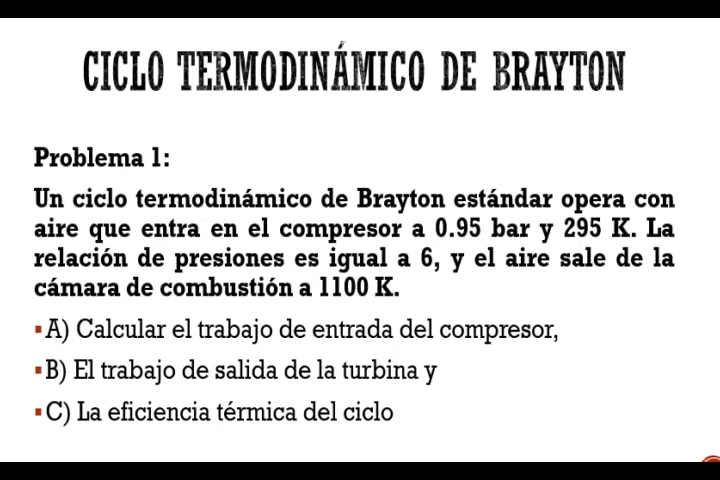 CICLO TERMODINÁMICO DE BRAYTON
Problema 1:
Un ciclo termodinámico de Brayton estándar opera con
aire que entra en el compresor a 0.95 bar y 295 K. La
relación de presiones es igual a 6, y el aire sale de la
cámara de combustión a 1100 K.
▪A) Calcular el trabajo de entrada del compresor,
▪B) El trabajo de salida de la turbina y
▪C) La eficiencia térmica del ciclo